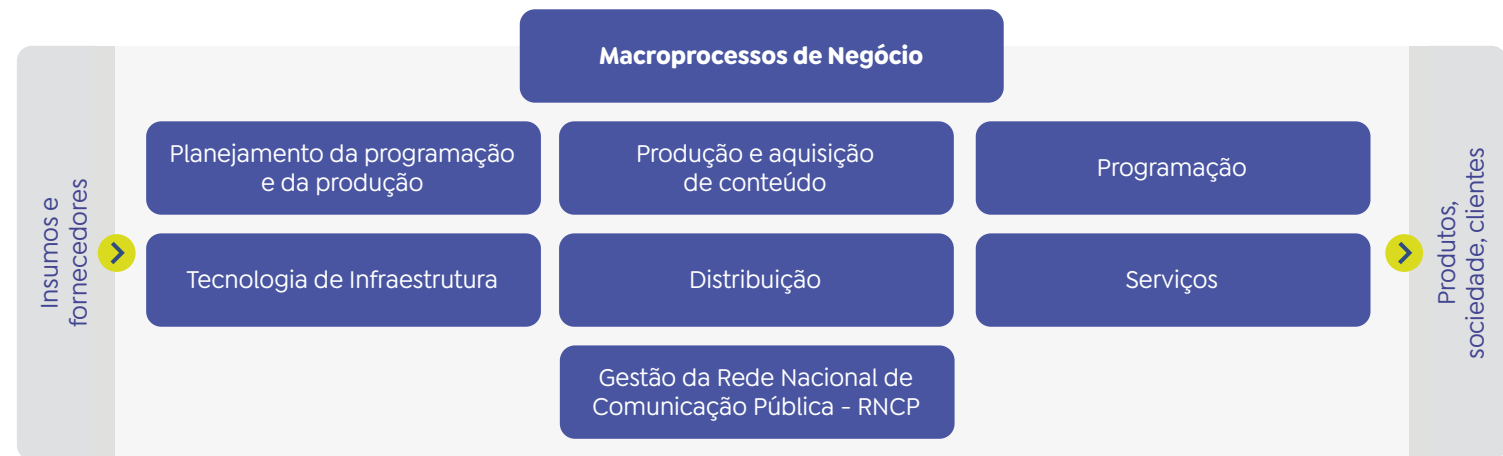 Macroprocessos de Negócio
Insumos e
fornecedores
Planejamento da programação
e da produção
Produção e aquisição
de conteúdo
Programação
Tecnologia de Infraestrutura
Distribuição
Serviços
Gestão da Rede Nacional de
Comunicação Pública - RNCP
Produtos,
sociedade, clientes